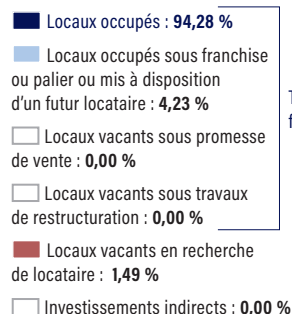 Locaux occupés : 94,28 %
Locaux occupés sous franchise
ou palier ou mis à disposition
d'un futur locataire : 4,23 %
Locaux vacants sous promesse
de vente : 0,00 %
Locaux vacants sous travaux
de restructuration : 0,00 %
Locaux vacants en recherche
de locataire : 1,49 %
Investissements indirects : 0,00 %